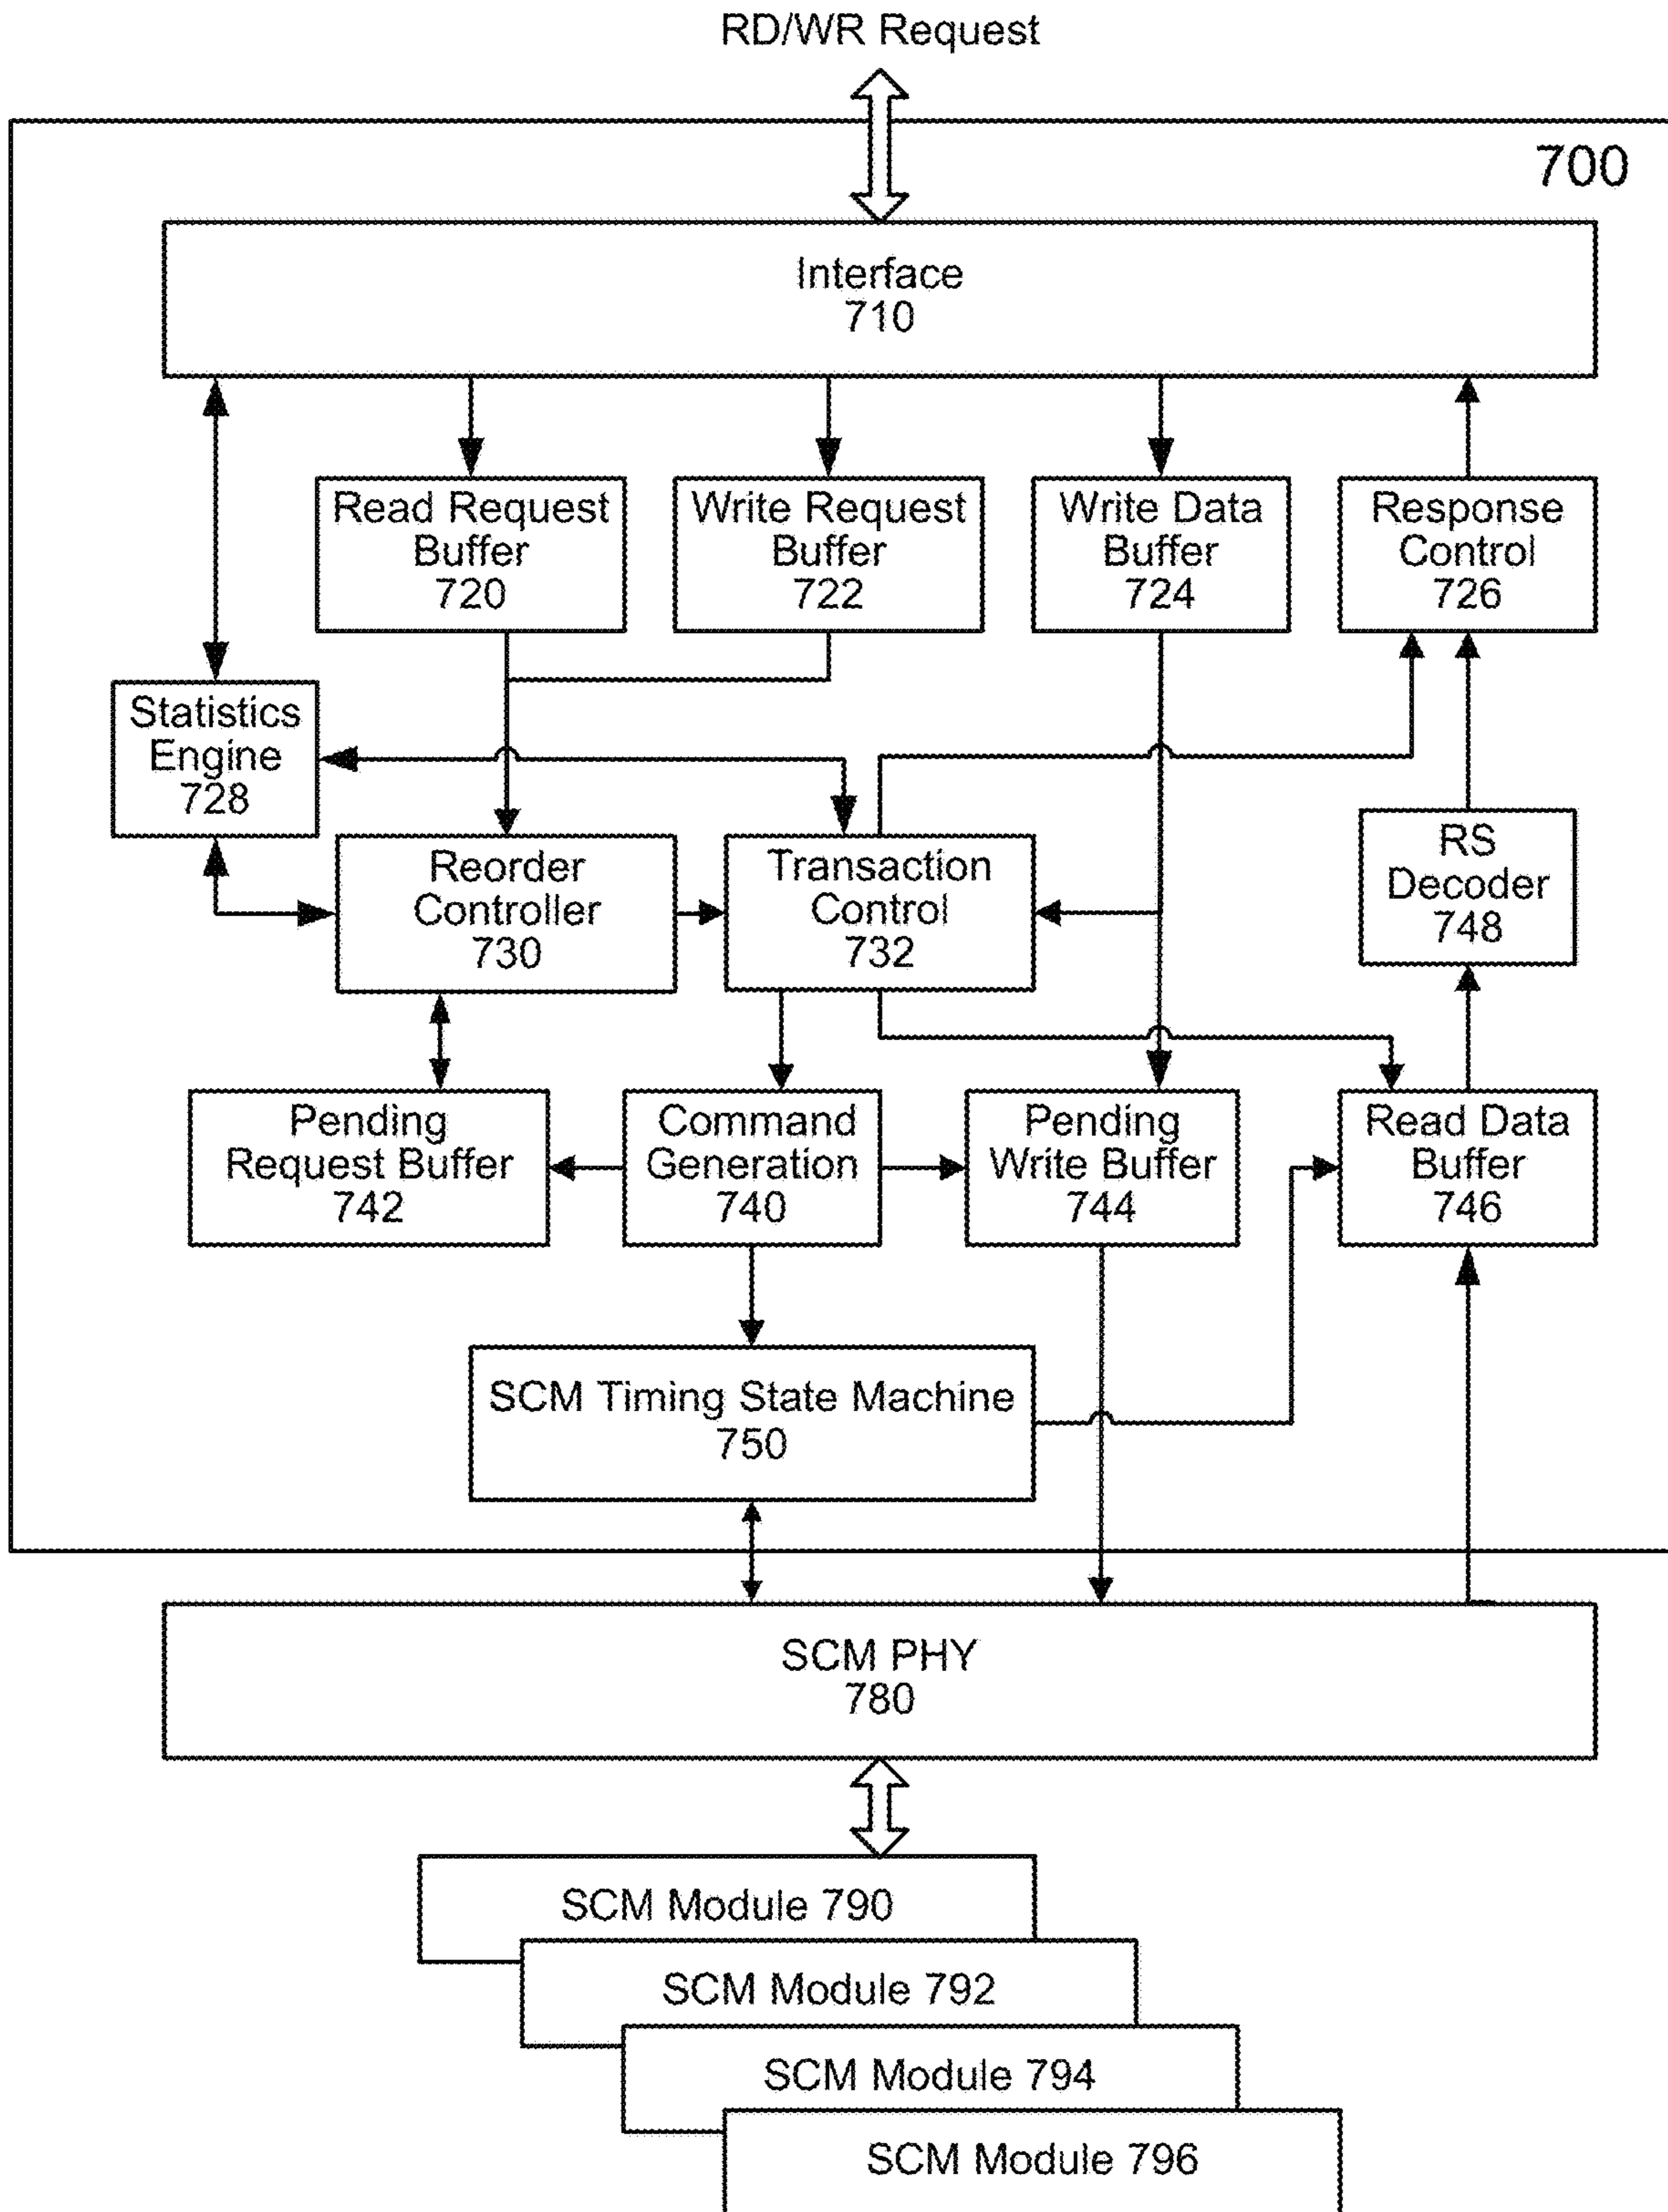 RD/WR Request
700
Interface
710
Read Request
Buffer
720
Write Request
Buffer
722
Write Data
Buffer
724
Response
Control
726
Statistics
Engine
728
Reorder
Controller
730
Transaction
Control
732
RS
Decoder
748
Pending
Request Buffer
742
Command
Generation
740
Pending
Write Buffer
744
Read Data
Buffer
746
SCM Timing State Machine
750
SCM PHY
780
SCM Module 790
SCM Module 792
SCM Module 794
SCM Module 796